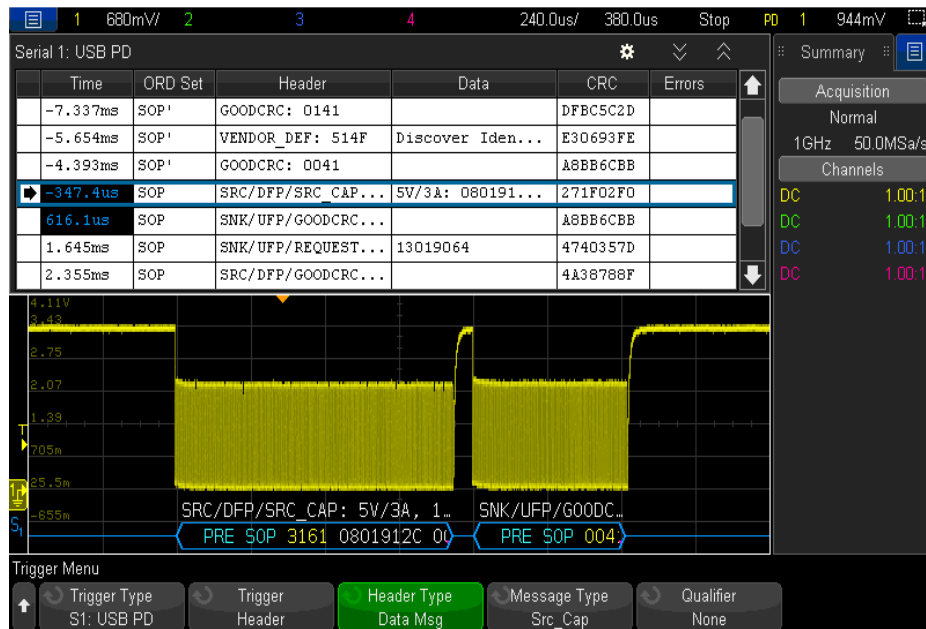 1 680mV/ 2 3 4 240.0us/ 380.0us Stop PD 1 944mV
Serial 1: USB PD
Time ORD Set Header Data CRC Errors
-7.337ms SOP' GOODCRC: 0141 DFBC5C2D
-5.654ms SOP' VENDOR_DEF: 514F Discover Iden... E30693FE
-4.393ms SOP' GOODCRC: 0041 A8BB6CBB
-347.4us SOP SRC/DFP/SRC_CAP... 5V/3A: 080191... 271F02F0
616.1us SOP SNK/UFP/GOODCRC... A8BB6CBB
1.645ms SOP SNK/UFP/REQUEST... 13019064 4740357D
2.355ms SOP SRC/DFP/GOODCRC... 4A38788F
Summary
Acquisition
Normal
1GHz 50.0MSa/s
Channels
DC 1.00:1
DC 1.00:1
DC 1.00:1
DC 1.00:1
4.11V
3.43
2.75
2.07
1.39
T
705m
25.5m
-655m
S1
SRC/DFP/SRC_CAP: 5V/3A, 1… SNK/UFP/GOODC…
PRE SOP 3161 0801912C PRE SOP
Trigger Menu
Trigger Type Trigger Header Type Message Type Qualifier
S1: USB PD Header Data Msg Src_Cap None